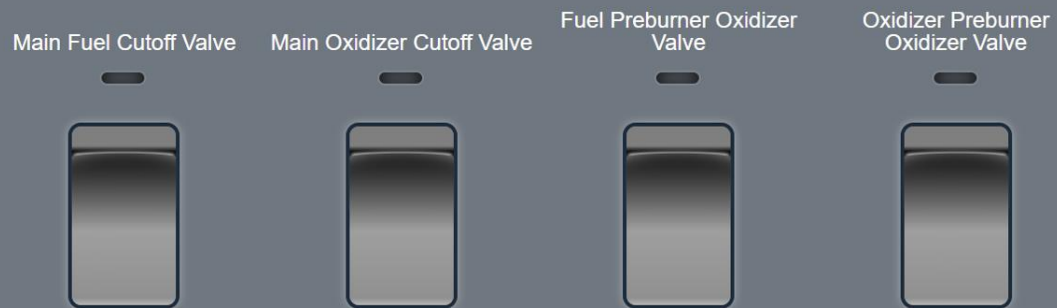 Main Fuel Cutoff Valve
Main Oxidizer Cutoff Valve
Fuel Preburner Oxidizer
Valve
Oxidizer Preburner
Oxidizer Valve